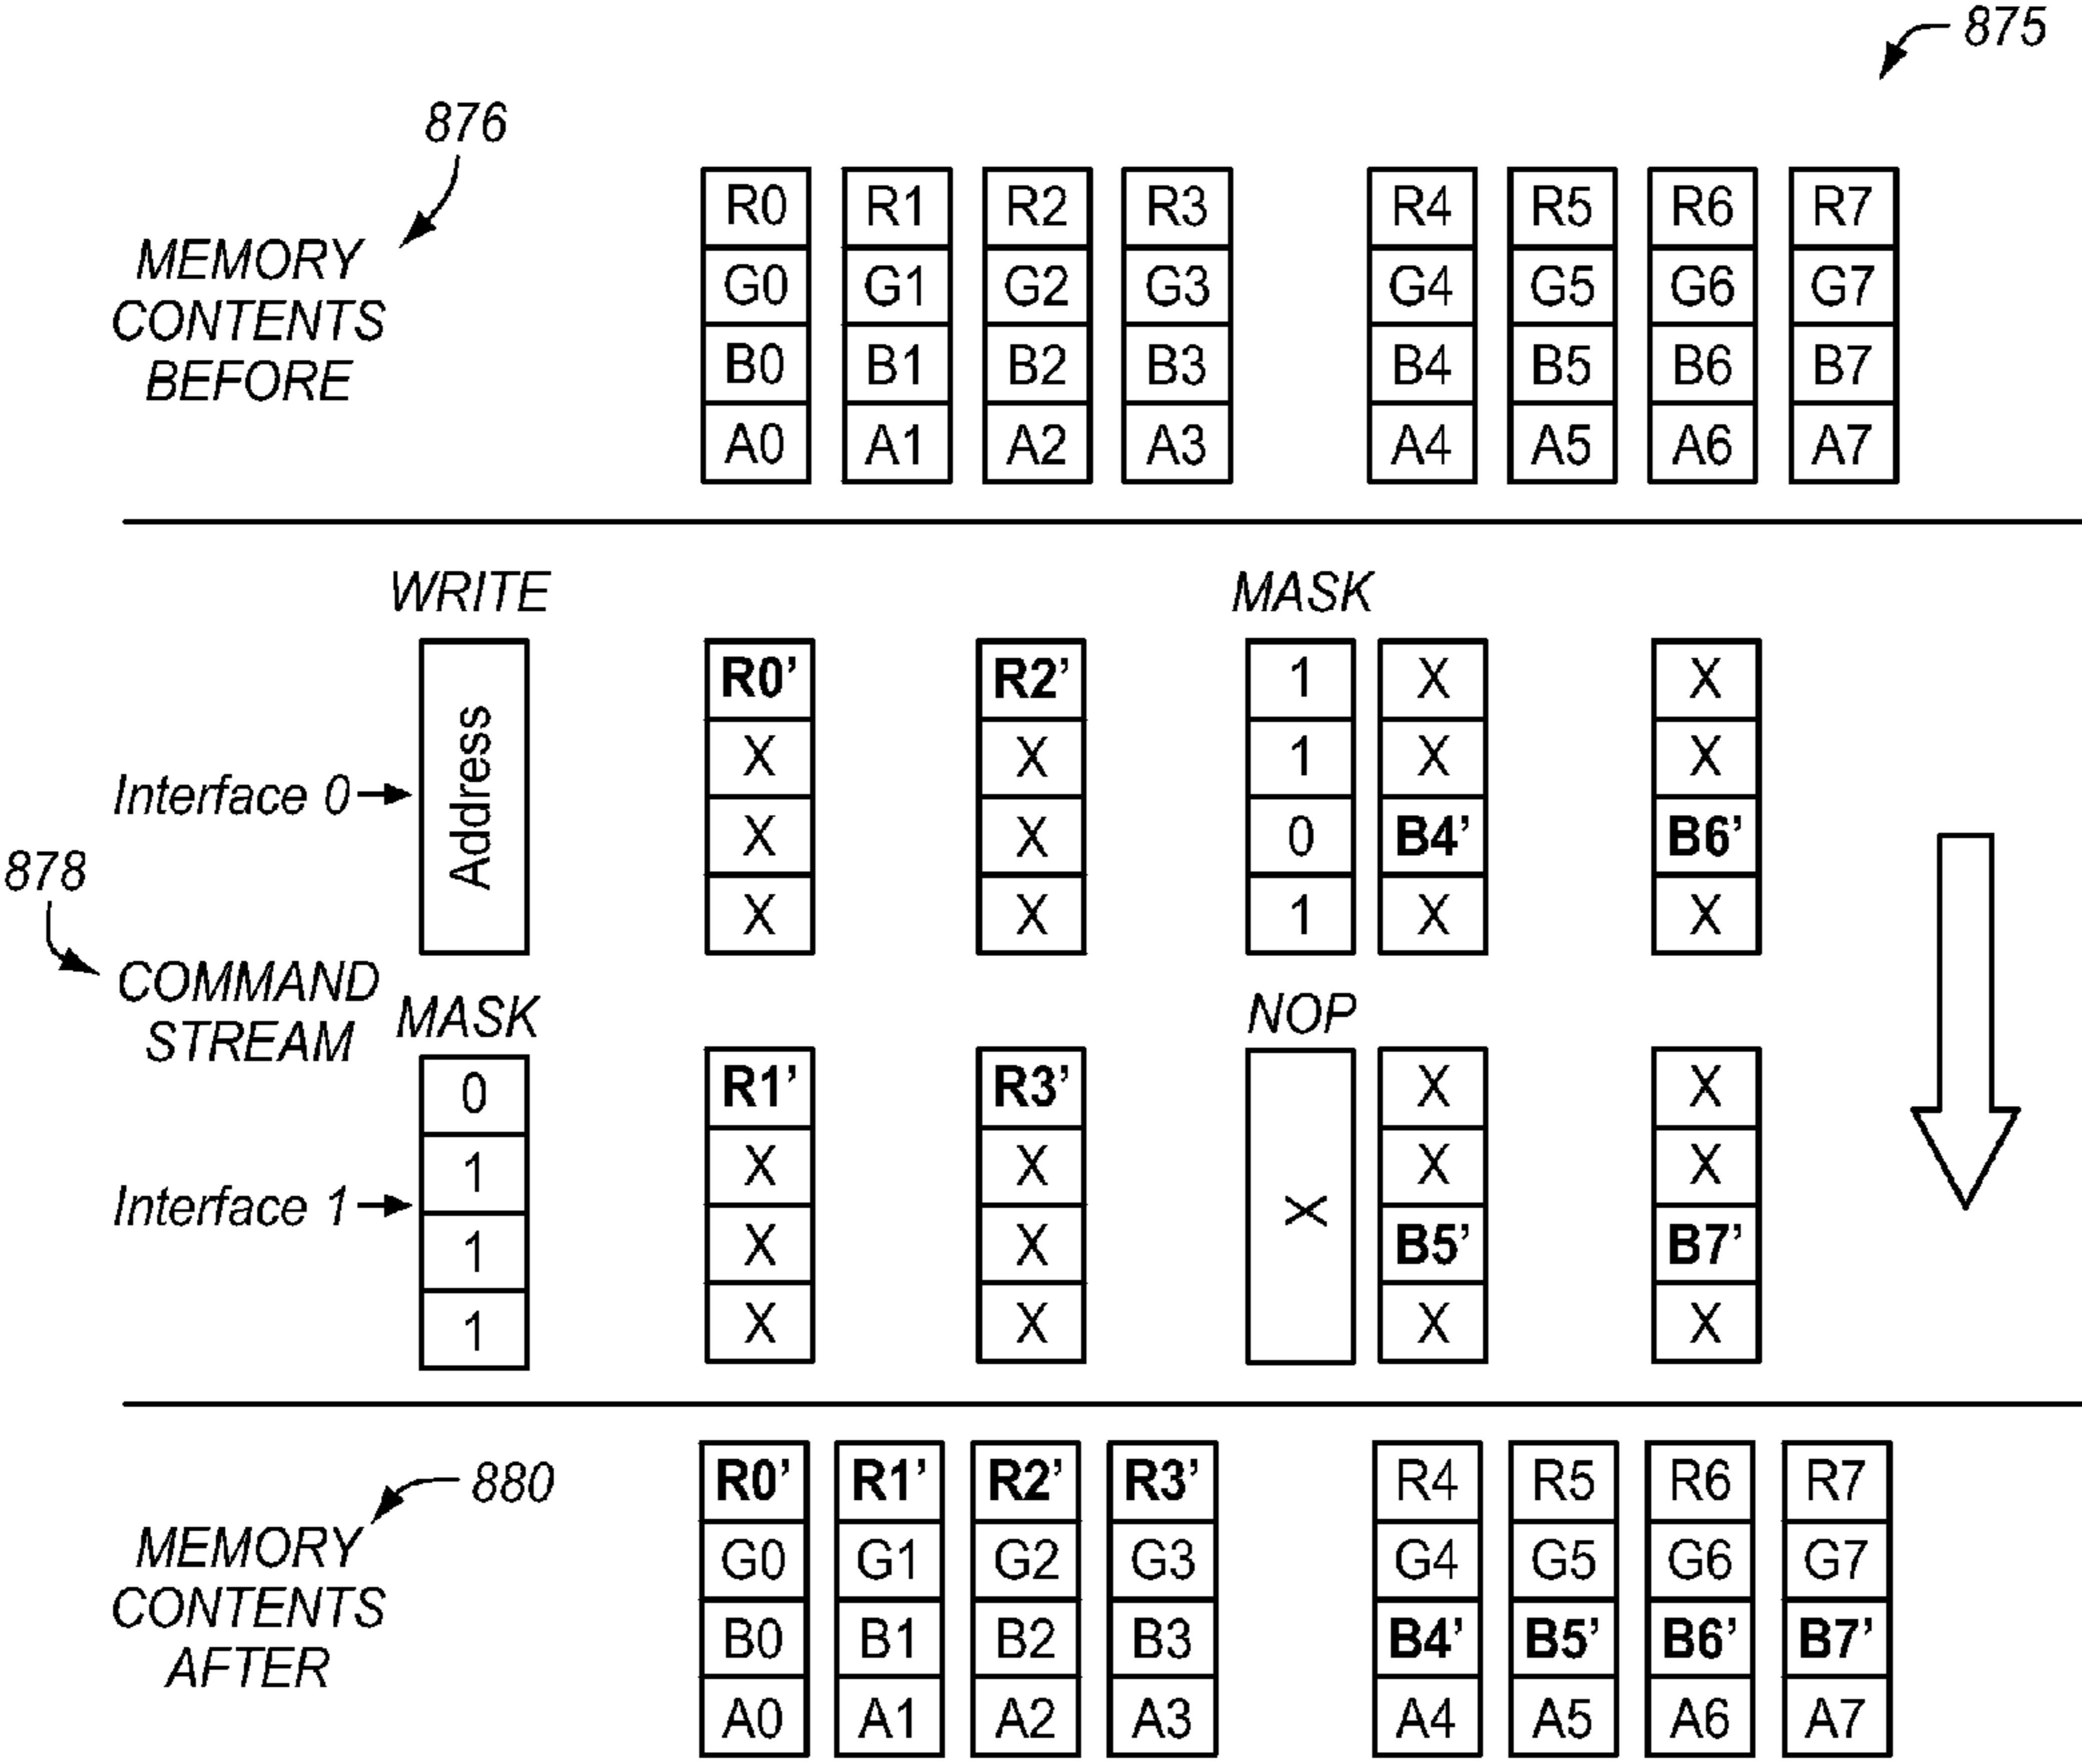 875
876
MEMORY CONTENTS BEFORE
R0 R1 R2 R3 R4 R5 R6 R7
G0 G1 G2 G3 G4 G5 G6 G7
B0 B1 B2 B3 B4 B5 B6 B7
A0 A1 A2 A3 A4 A5 A6 A7
WRITE MASK
Interface 0
Address
R0’ R2’ 1 X X
X X 1 X X
X X 0 B4’ B6’
X X 1 X X
878
COMMAND STREAM
MASK NOP
Interface 1
X
0 R1’ R3’ X X
1 X X X X
1 X X B5’ B7’
1 X X X X
880
MEMORY CONTENTS AFTER
R0’ R1’ R2’ R3’ R4 R5 R6 R7
G0 G1 G2 G3 G4 G5 G6 G7
B0 B1 B2 B3 B4’ B5’ B6’ B7’
A0 A1 A2 A3 A4 A5 A6 A7